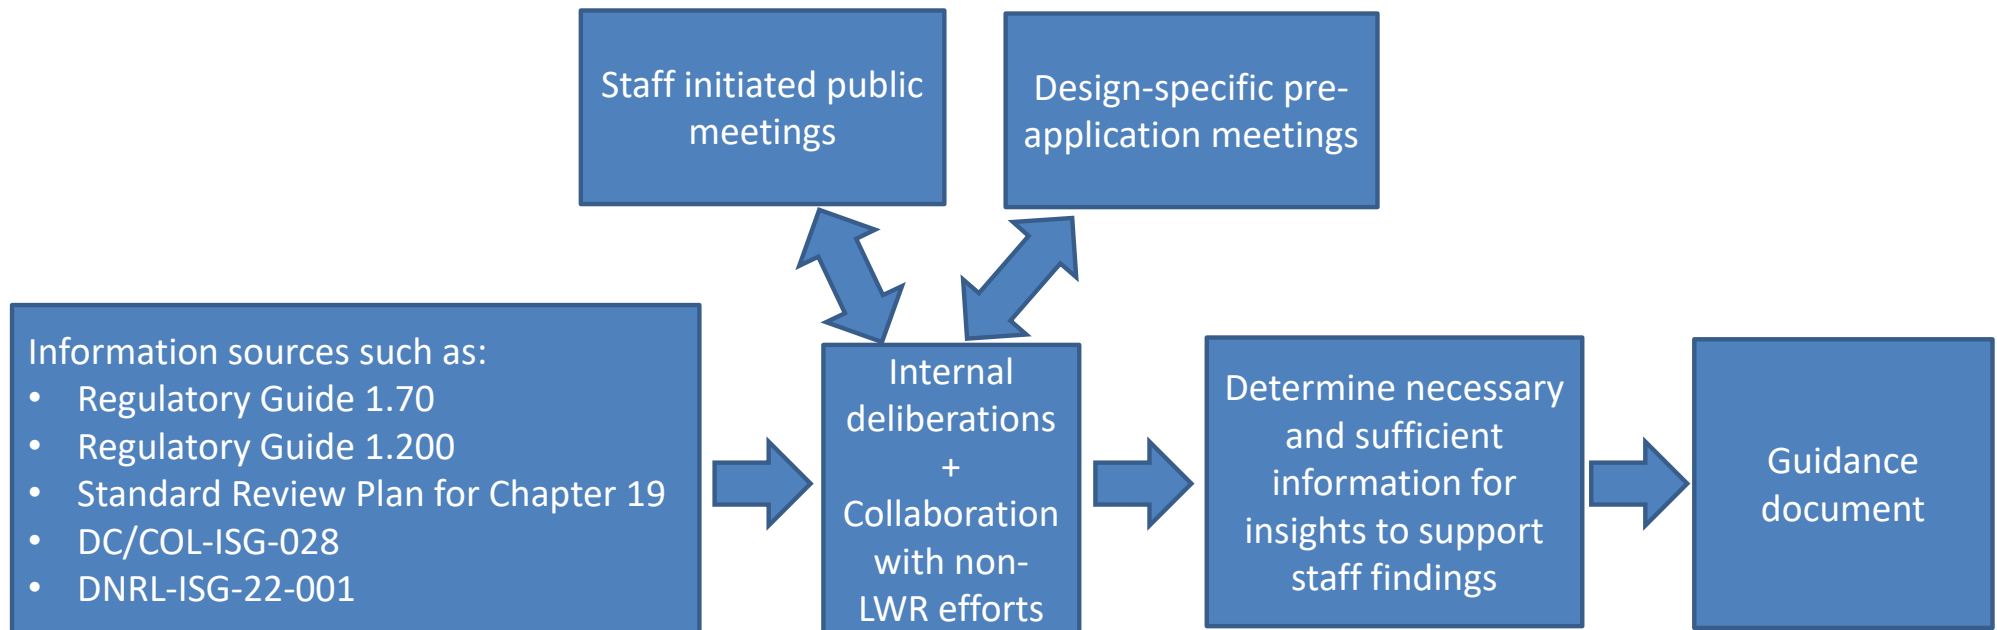 Staff initiated public
meetings
Design-specific pre-
application meetings
Information sources such as:
• Regulatory Guide 1.70
• Regulatory Guide 1.200
• Standard Review Plan for Chapter 19
• DC/COL-ISG-028
• DNRL-ISG-22-001
Internal
deliberations
+
Collaboration
with non-
LWR efforts
Determine necessary
and sufficient
information for
insights to support
staff findings
Guidance
document